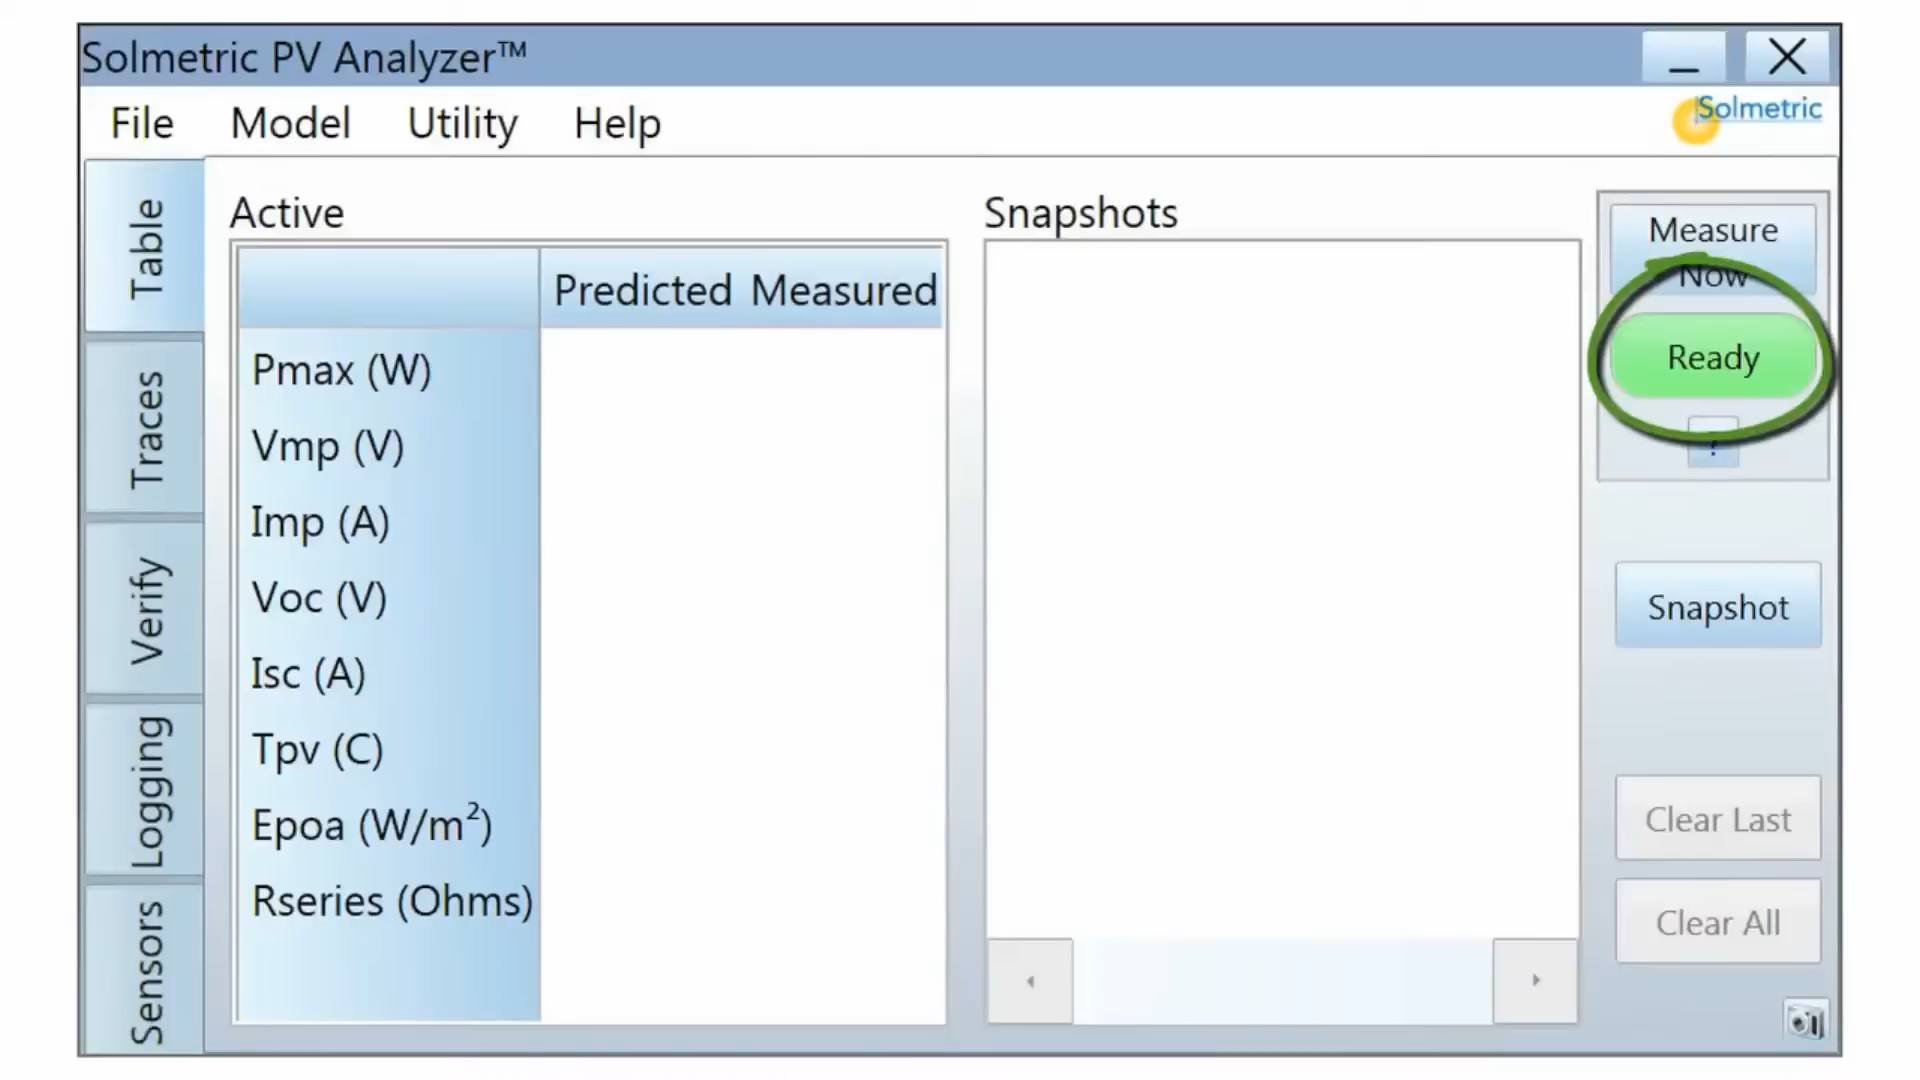 Solmetric PV Analyzer™
File Model Utility Help
Solmetric
Table
Traces
Verify
Logging
Sensors
Active
Predicted Measured
Pmax (W)
Vmp (V)
Imp (A)
Voc (V)
Isc (A)
Tpv (C)
Epoa (W/m²)
Rseries (Ohms)
Snapshots
Measure
Now
Ready
?
Snapshot
Clear Last
Clear All